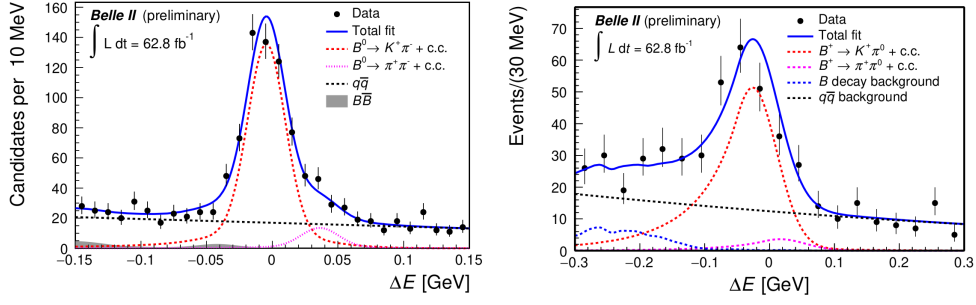 Candidates per 10 MeV
160
140
120
100
80
60
40
20
0
Belle II (preliminary)
∫ L dt = 62.8 fb⁻¹
Data
Total fit
B⁰→ K⁺π⁻ + c.c.
B⁰→ π⁺π⁻ + c.c.
qq̅
BB̅
−0.15 −0.1 −0.05 0 0.05 0.1 0.15
ΔE [GeV]
Events/(30 MeV)
70
60
50
40
30
20
10
0
Belle II (preliminary)
∫ L dt = 62.8 fb⁻¹
Data
Total fit
B⁺ → K⁺π⁰ + c.c.
B⁺ → π⁺π⁰ + c.c.
B decay background
qq̅ background
−0.3 −0.2 −0.1 0 0.1 0.2 0.3
ΔE [GeV]